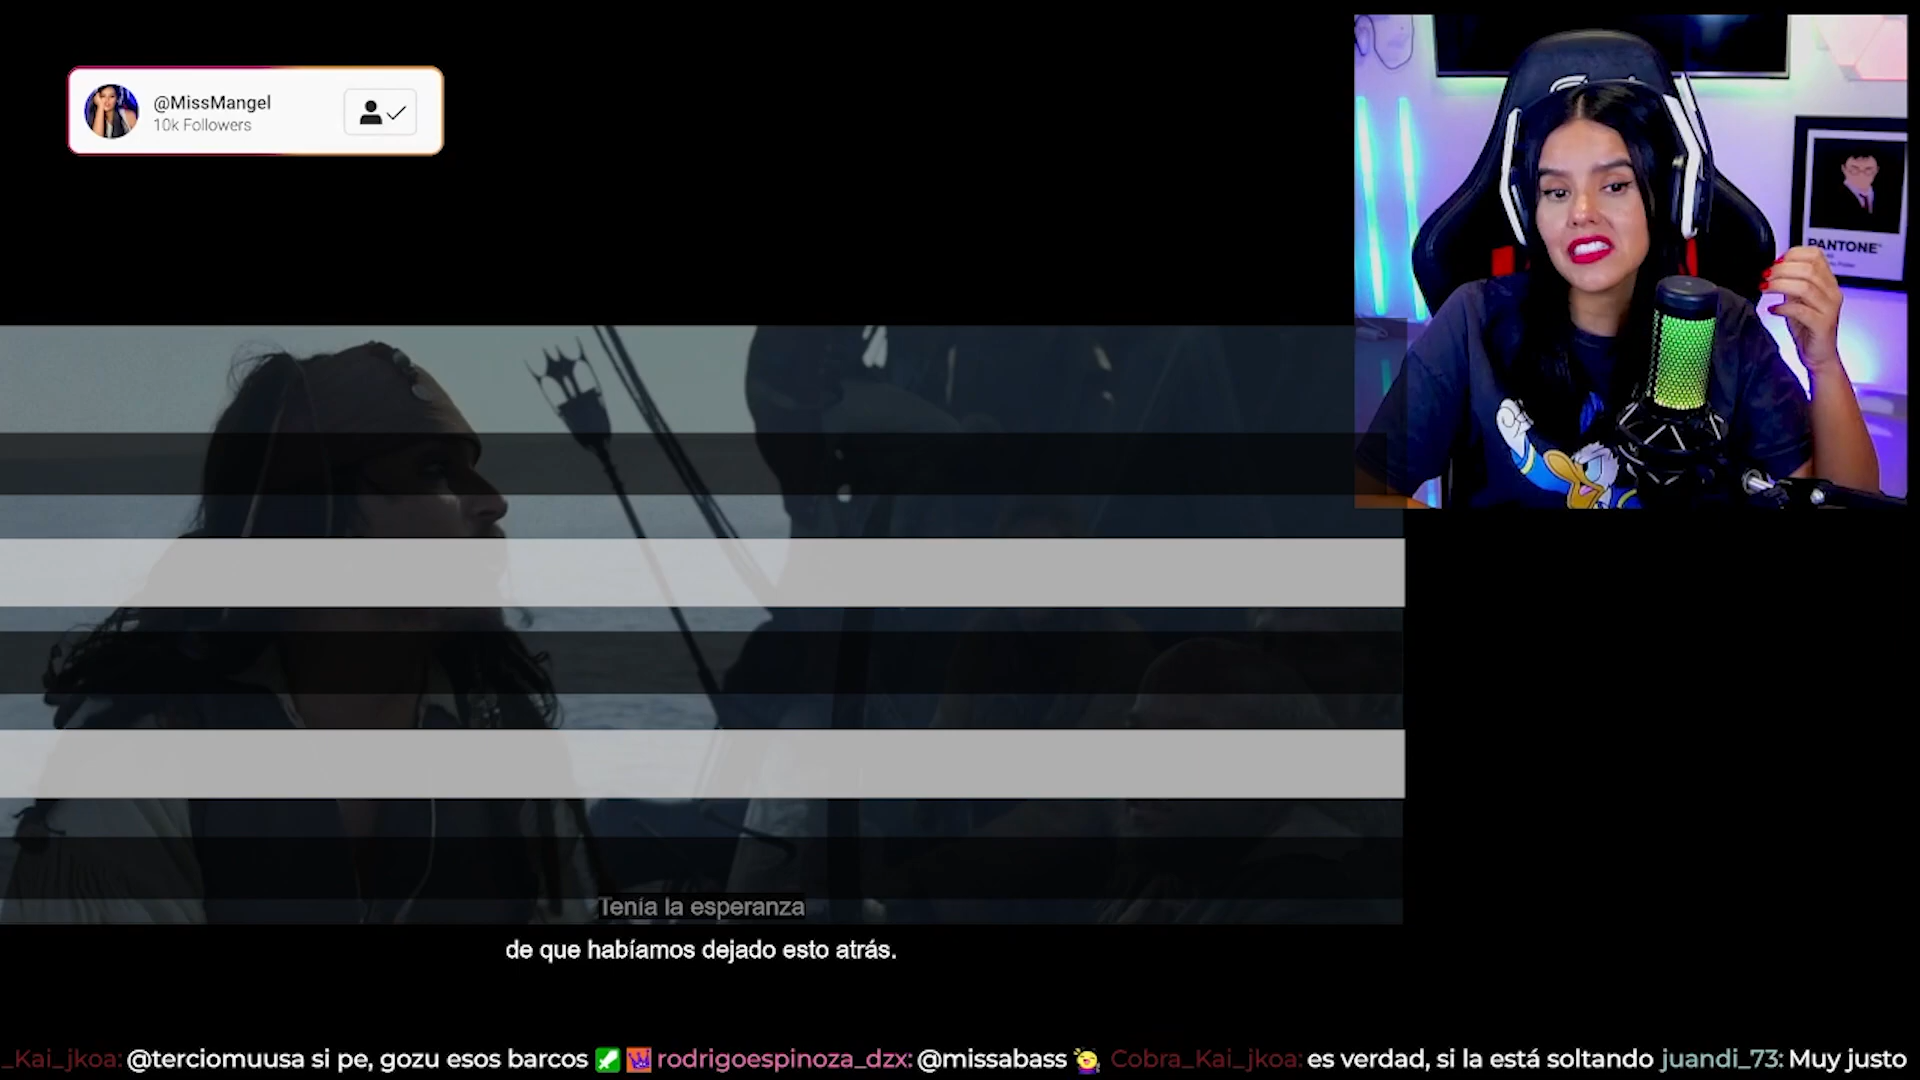 @MissMangel
10k Followers
PANTONE
Tenía la esperanza
de que habíamos dejado esto atrás.
_Kai_jkoa: @terciomuusa si pe, gozu esos barcos rodrigoespinoza_dzx: @missabass Cobra_Kai_jkoa: es verdad, si la está soltando juandi_73: Muy justo